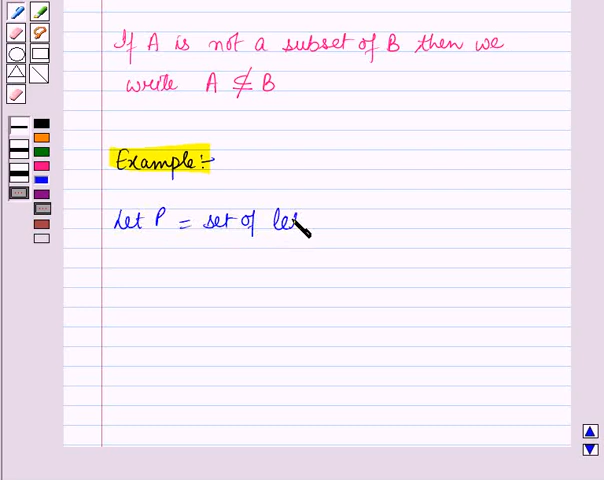 If A is not a subset of B then we
write A ⊄ B
Example:-
Let P = set of